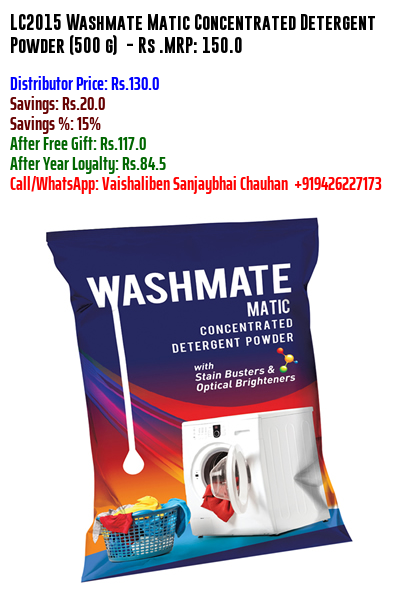 LC2015 Washmate Matic Concentrated Detergent
Powder (500 g) - Rs .MRP: 150.0
Distributor Price: Rs.130.0
Savings: Rs.20.0
Savings %: 15%
After Free Gift: Rs.117.0
After Year Loyalty: Rs.84.5
Call/WhatsApp: Vaishaliben Sanjaybhai Chauhan +919426227173
WASHMATE
MATIC
CONCENTRATED
DETERGENT POWDER
with
Stain Busters &
Optical Brighteners